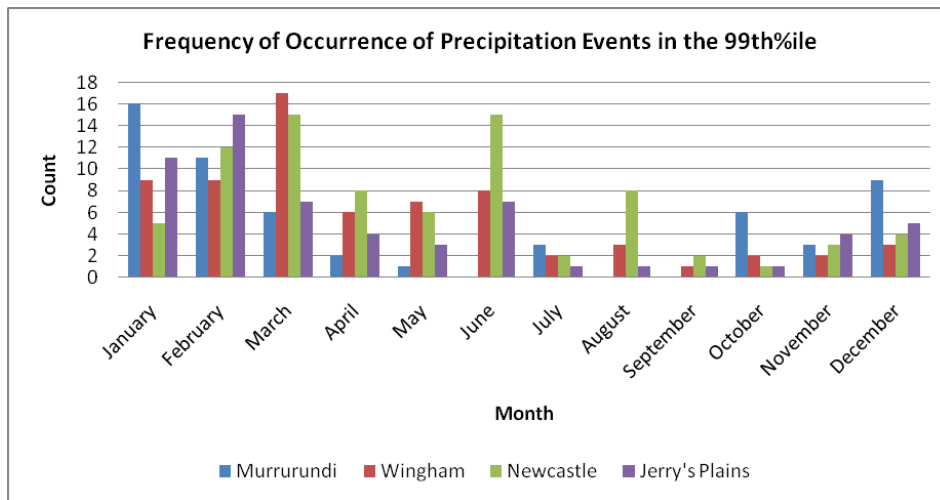 Frequency of Occurrence of Precipitation Events in the 99th%ile
18
16
14
12
10
8
6
4
2
0
Count
January
February
March
April
May
June
July
August
September
October
November
December
Month
Murrurundi Wingham Newcastle Jerry's Plains